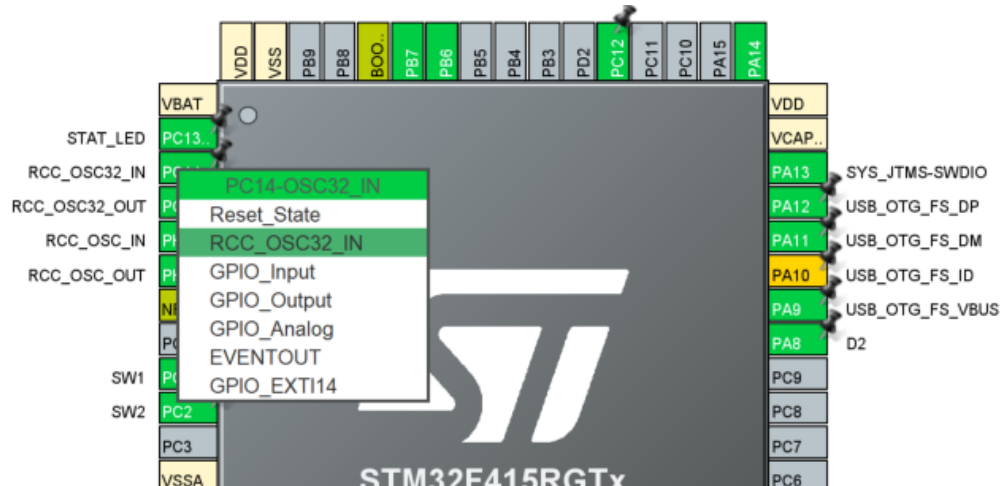 VDD
VSS
PB9
PB8
BOO..
PB7
PB6
PB5
PB4
PB3
PD2
PC12
PC11
PC10
PA15
PA14
VBAT
STAT_LED PC13..
RCC_OSC32_IN
RCC_OSC32_OUT
RCC_OSC_IN
RCC_OSC_OUT
SW1
SW2 PC2
PC3
VSSA
PC14-OSC32_IN
Reset_State
RCC_OSC32_IN
GPIO_Input
GPIO_Output
GPIO_Analog
EVENTOUT
GPIO_EXTI14
VDD
VCAP..
PA13 SYS_JTMS-SWDIO
PA12 USB_OTG_FS_DP
PA11 USB_OTG_FS_DM
PA10 USB_OTG_FS_ID
PA9 USB_OTG_FS_VBUS
PA8 D2
PC9
PC8
PC7
PC6
STM32F415RGTx